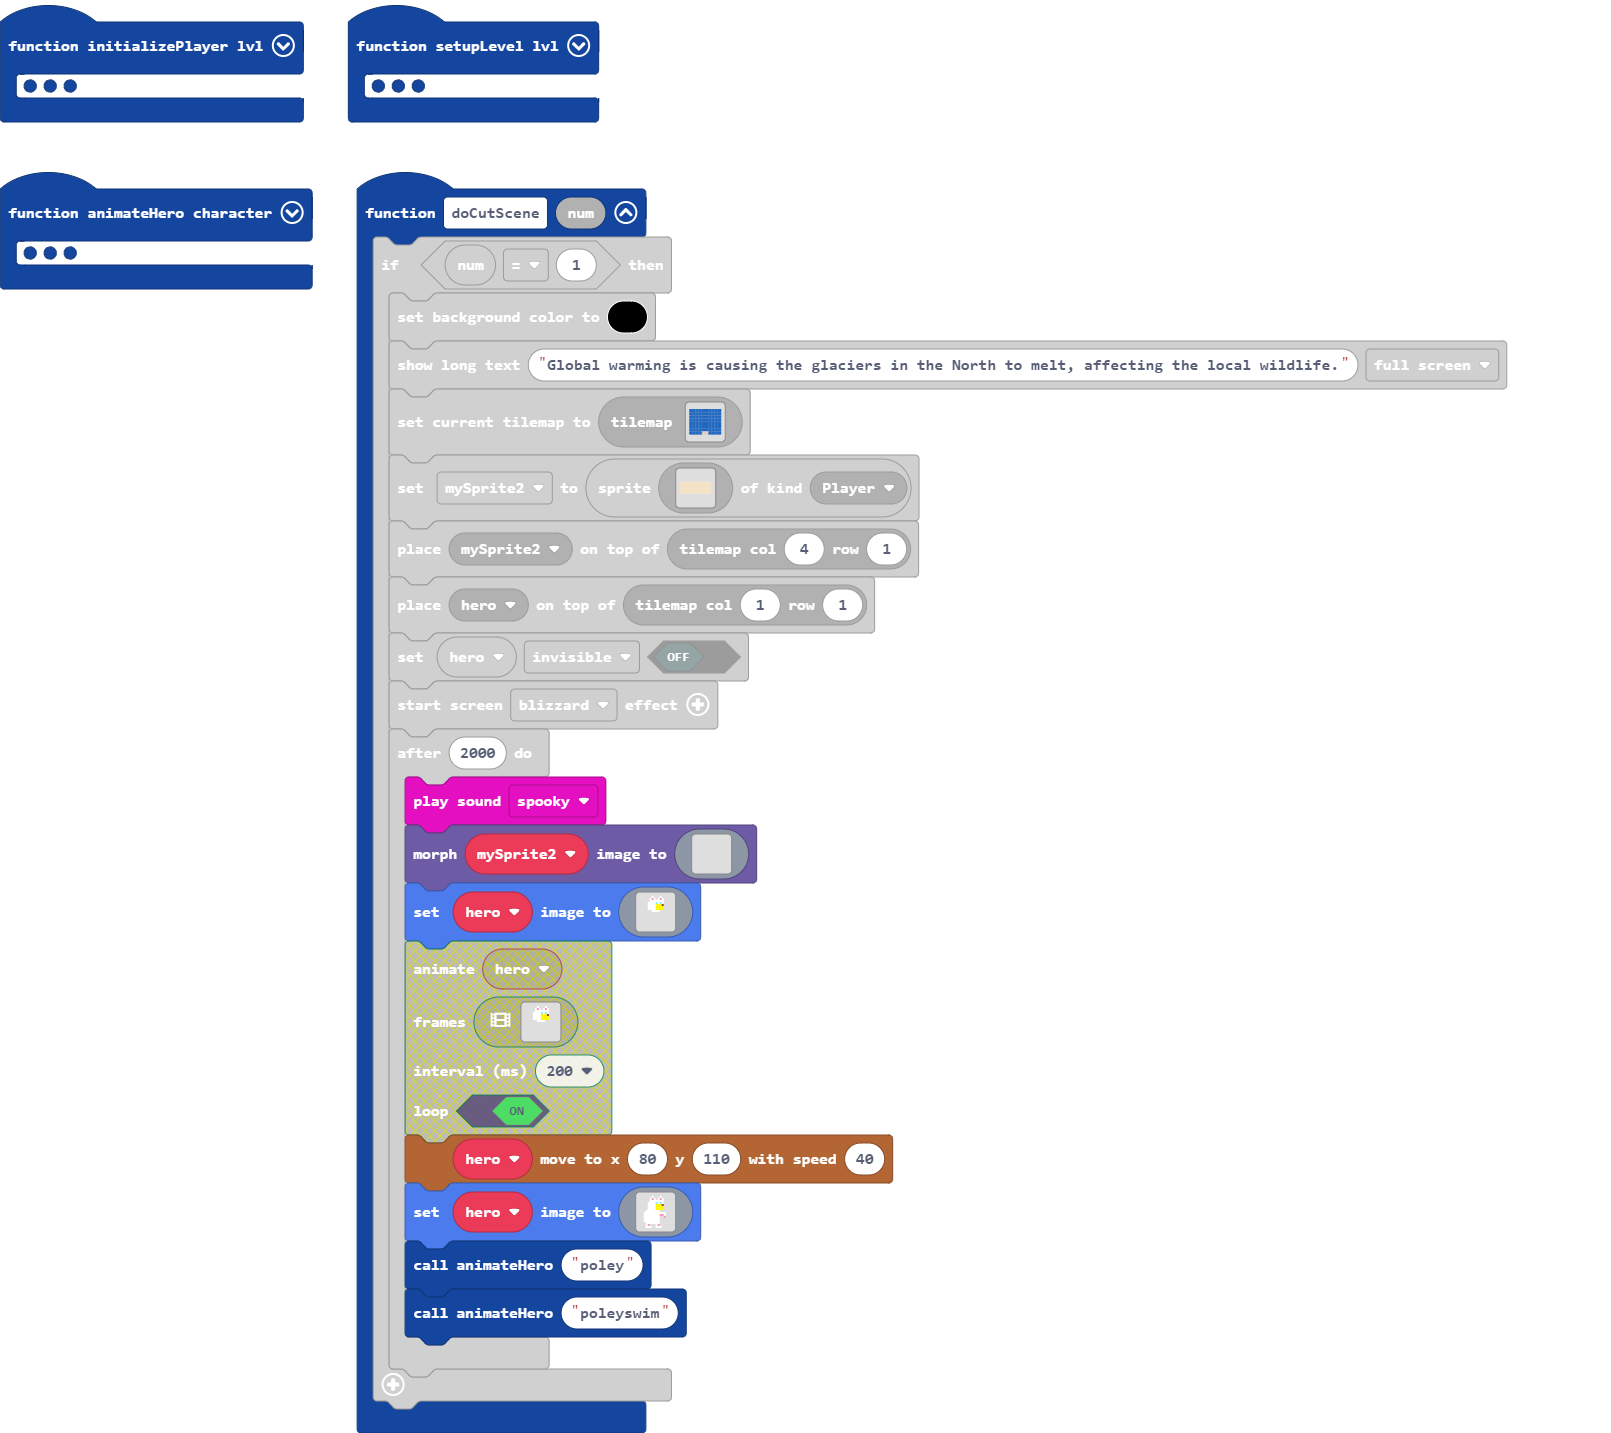 function initializePlayer lvl
function setupLevel lvl
function animateHero character
function doCutScene num
if num = 1 then
set background color to
show long text "Global warming is causing the glaciers in the North to melt, affecting the local wildlife." full screen
set current tilemap to tilemap
set mySprite2 to sprite of kind Player
place mySprite2 on top of tilemap col 4 row 1
place hero on top of tilemap col 1 row 1
set hero invisible OFF
start screen blizzard effect
after 2000 do
play sound spooky
morph mySprite2 image to
set hero image to
animate hero
frames
interval (ms) 200
loop ON
hero move to x 80 y 110 with speed 40
set hero image to
call animateHero "poley"
call animateHero "poleyswim"